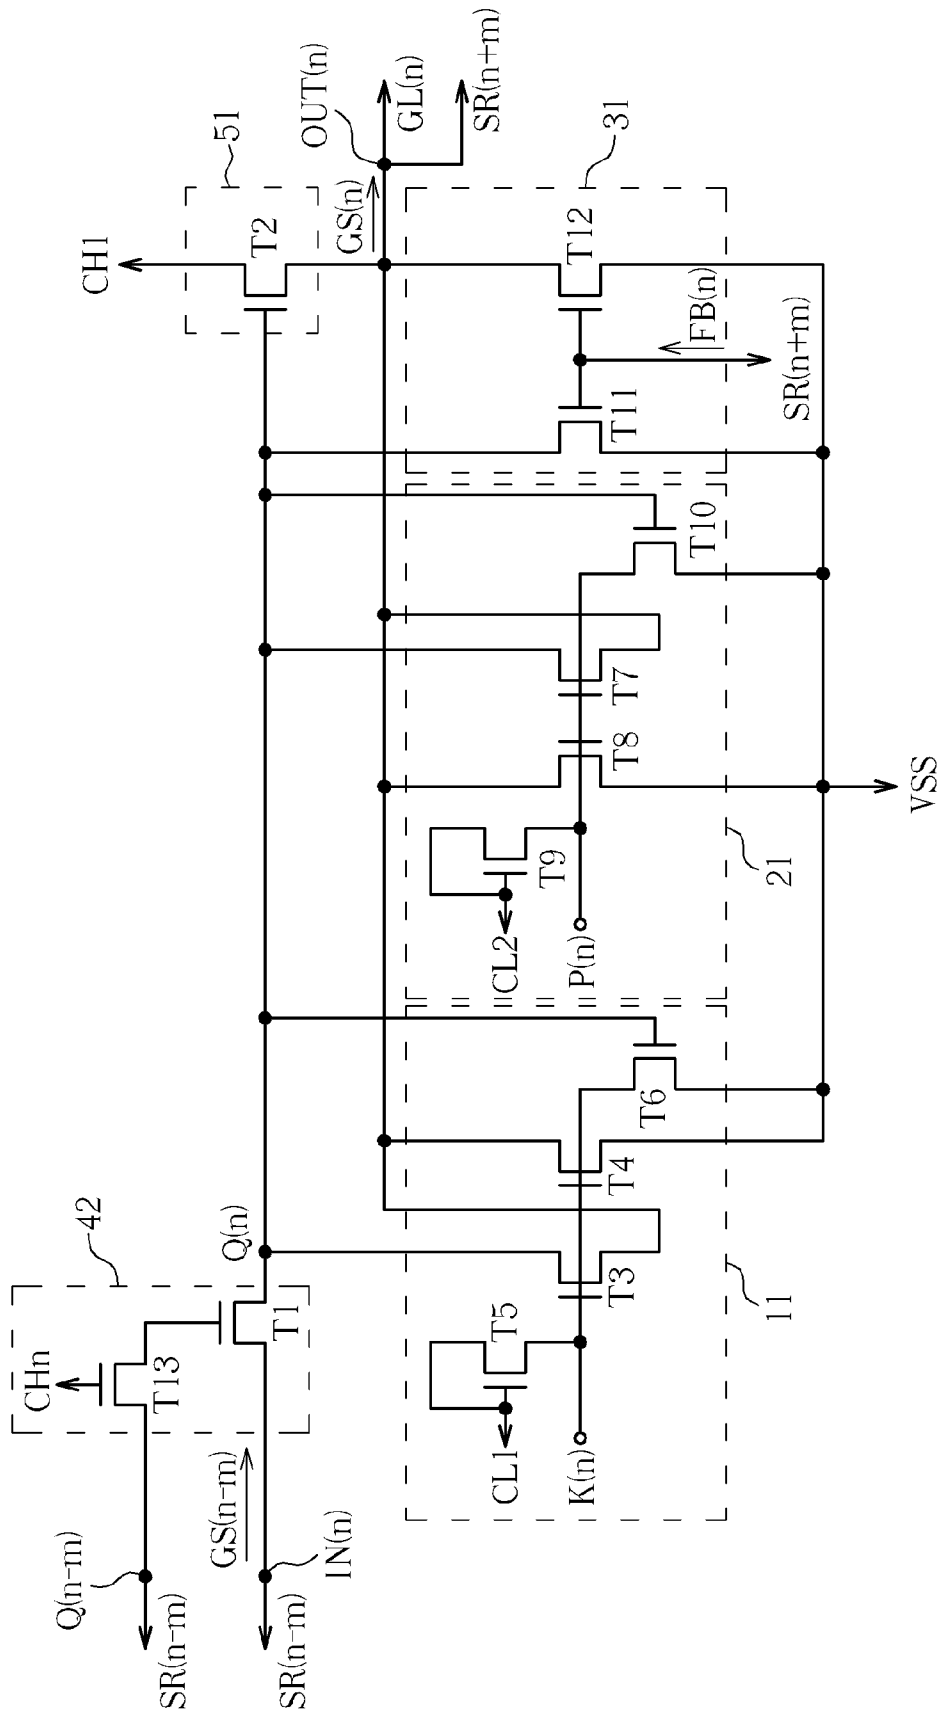 CH1
51
T2
OUT(n)
GS(n)
GL(n)
SR(n+m)
31
T12
FB(n)
SR(n+m)
T11
T10
T7
T8
T9
CL2
P(n)
21
VSS
42
CHn
T13
T1
Q(n)
Q(n-m)
SR(n-m)
GS(n-m)
IN(n)
SR(n-m)
T6
T4
T3
T5
CL1
K(n)
11